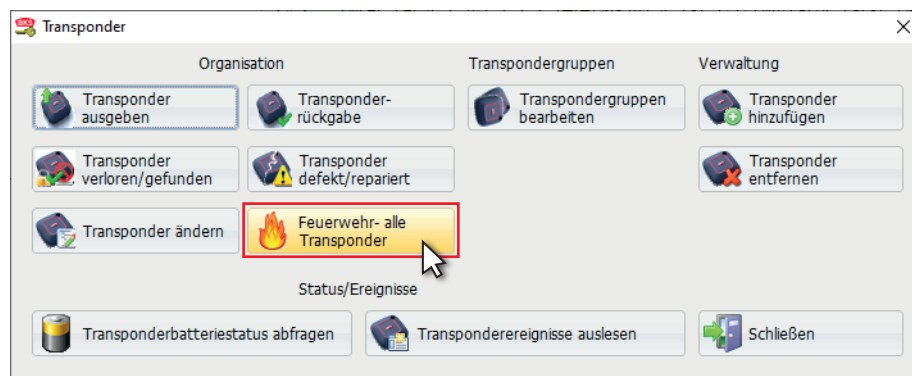 BKS
Transponder
Organisation
Transpondergruppen
Verwaltung
Transponder
ausgeben
Transponder-
rückgabe
Transpondergruppen
bearbeiten
Transponder
hinzufügen
Transponder
verloren/gefunden
Transponder
defekt/repariert
Transponder
entfernen
Transponder ändern
Feuerwehr- alle
Transponder
Status/Ereignisse
Transponderbatteriestatus abfragen
Transponderereignisse auslesen
Schließen